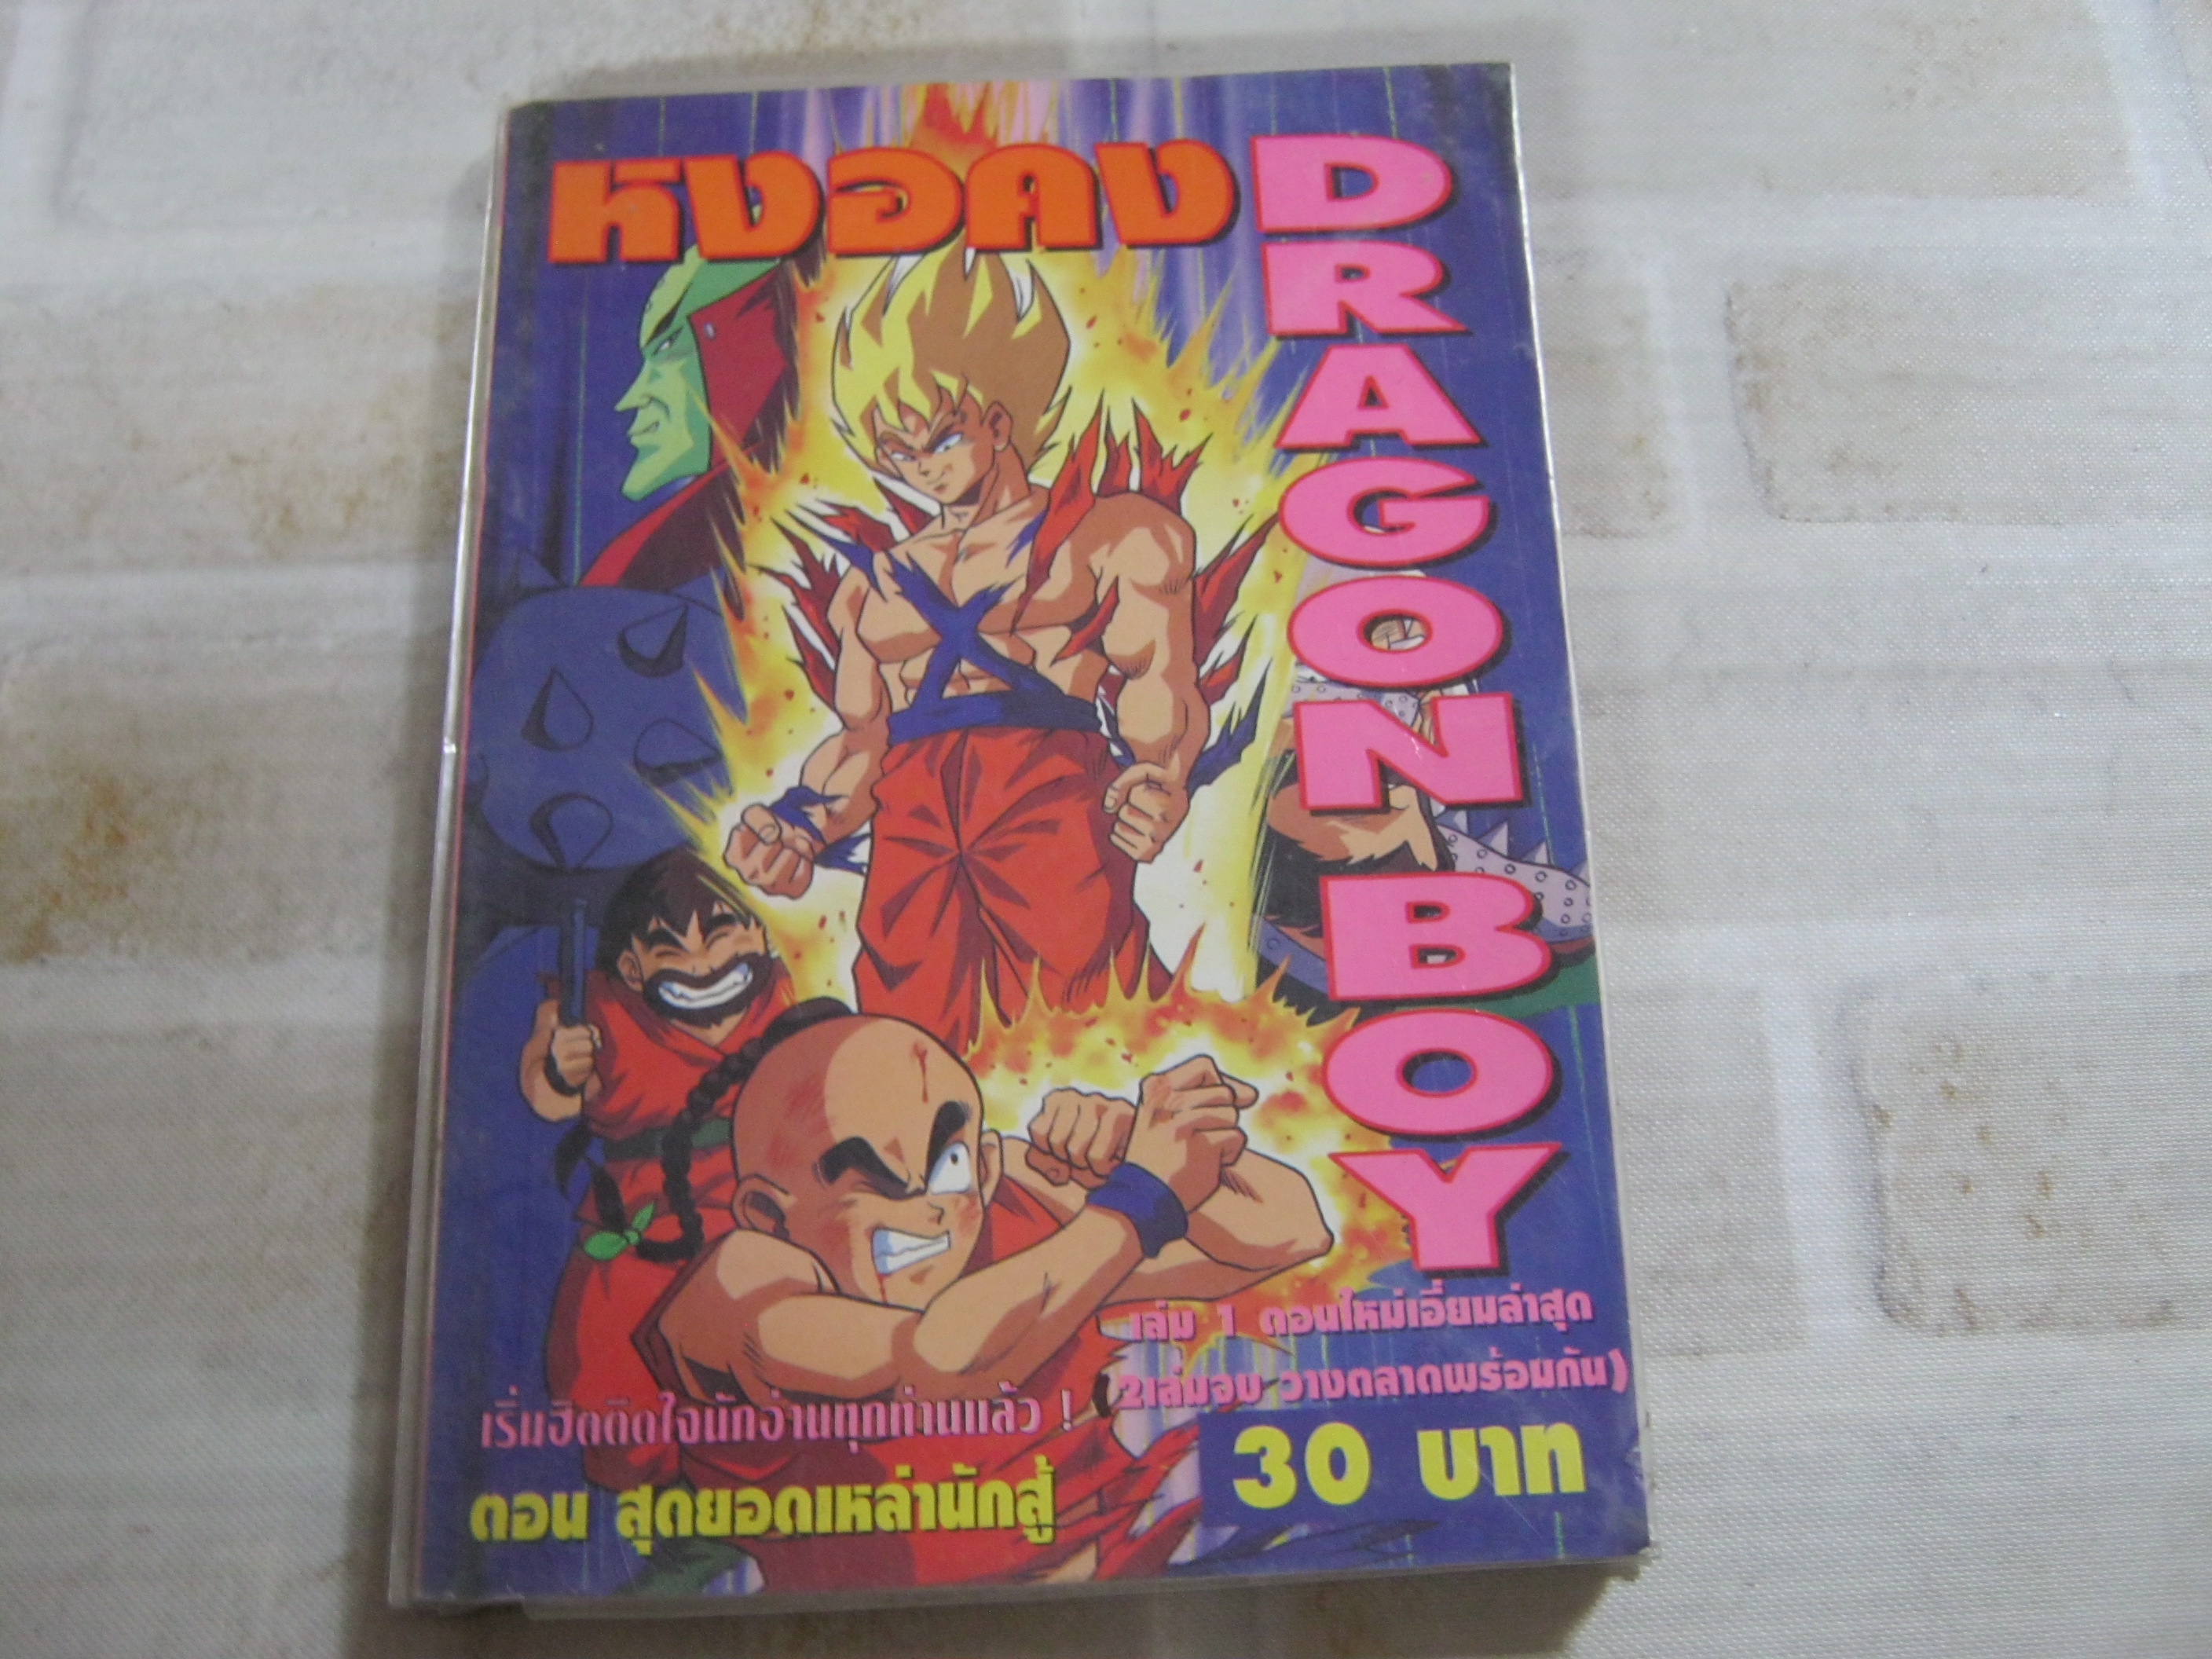 หงอคง
DRAGON BOY
เล่ม 1 ตอนใหม่เอี่ยมล่าสุด
(2เล่มจบ วางตลาดพร้อมกัน)
เริ่มฮิตติดใจนักอ่านทุกท่านแล้ว !
ตอน สุดยอดเหล่านักสู้
30 บาท